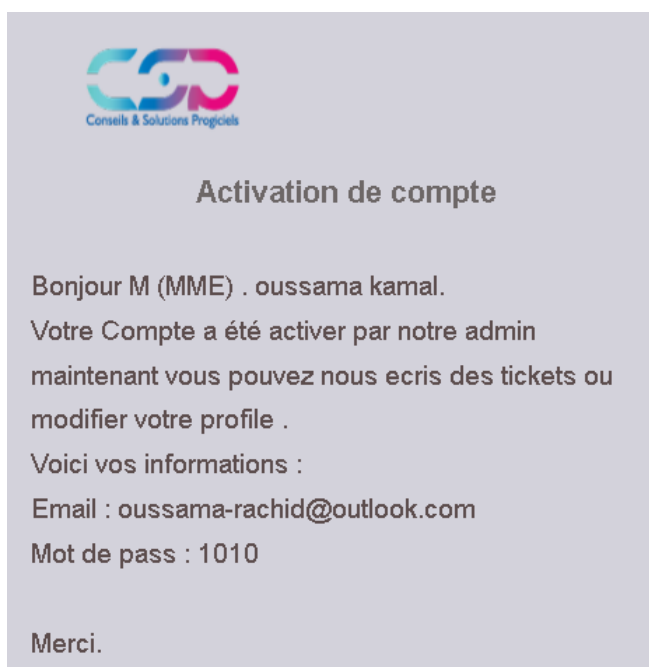 CSP
Conseils & Solutions Progiciels
Activation de compte
Bonjour M (MME) . oussama kamal.
Votre Compte a été activer par notre admin
maintenant vous pouvez nous ecris des tickets ou
modifier votre profile .
Voici vos informations :
Email : oussama-rachid@outlook.com
Mot de pass : 1010
Merci.